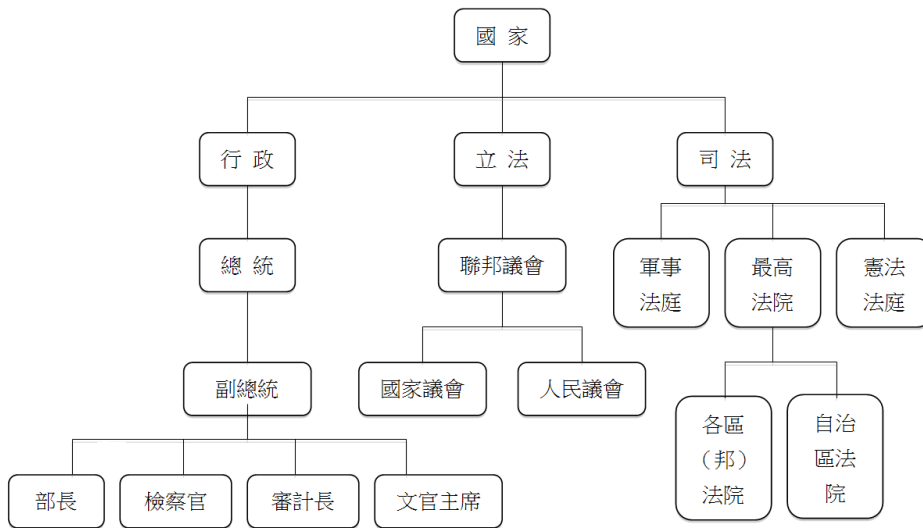 國 家
行 政
立 法
司 法
總 統
聯邦議會
軍事
法庭
最高
法院
憲法
法庭
副總統
國家議會
人民議會
各區
（邦）
法院
自治
區法
院
部長
檢察官
審計長
文官主席